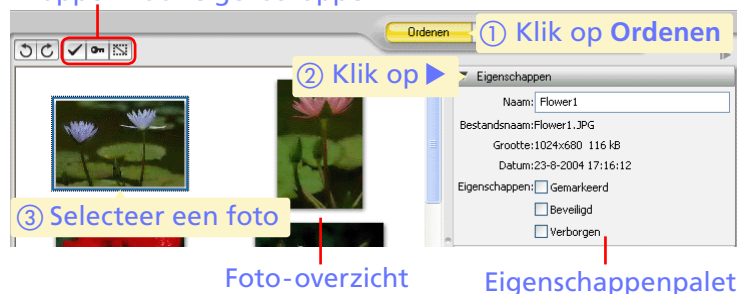 Ordenen
① Klik op Ordenen
② Klik op ▶
Eigenschappen
Naam: Flower1
Bestandsnaam: Flower1.JPG
Grootte: 1024x680 116 kB
Datum: 23-8-2004 17:16:12
Eigenschappen: Gemarkeerd
Beveiligd
Verborgen
③ Selecteer een foto
Foto-overzicht
Eigenschappenpalet